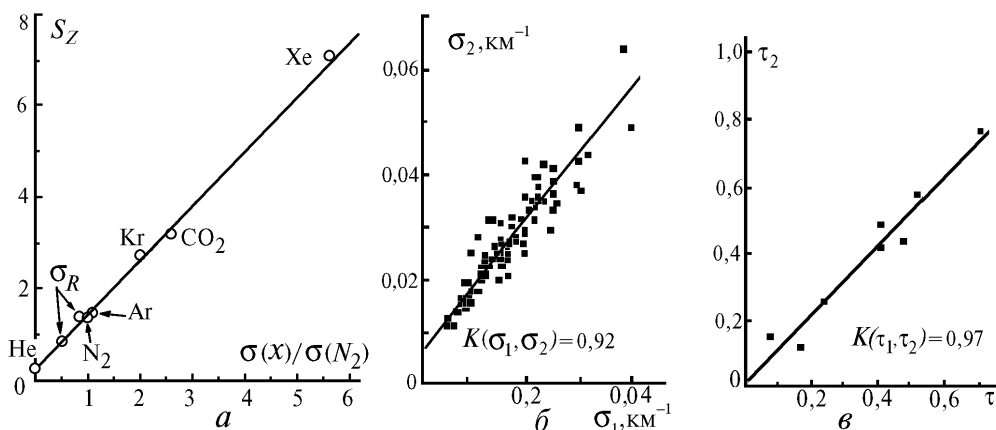 8
S_Z
Xe
6
4
Kr
CO₂
2
σ_R
Ar
He
N₂
σ(x)/σ(N₂)
0
0 1 2 3 4 5 6
а
σ₂,КМ⁻¹
0,06
0,04
0,02
K(σ₁,σ₂)=0,92
0
0,2
0,04
б
σ₁,КМ⁻¹
1,0
τ₂
0,8
0,6
0,4
0,2
K(τ₁,τ₂)=0,97
0
0,2 0,4 0,6 τ
в